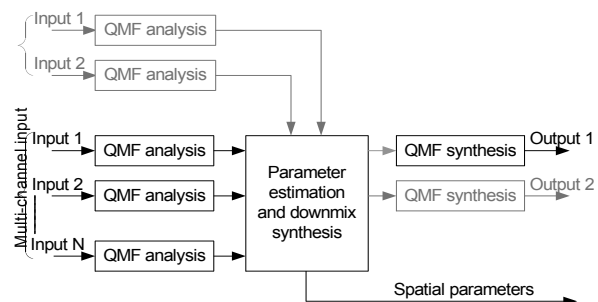 Input 1
QMF analysis
Input 2
QMF analysis
Multi-channel input
Input 1
QMF analysis
Input 2
QMF analysis
Input N
QMF analysis
Parameter
estimation
and downmix
synthesis
QMF synthesis
Output 1
QMF synthesis
Output 2
Spatial parameters